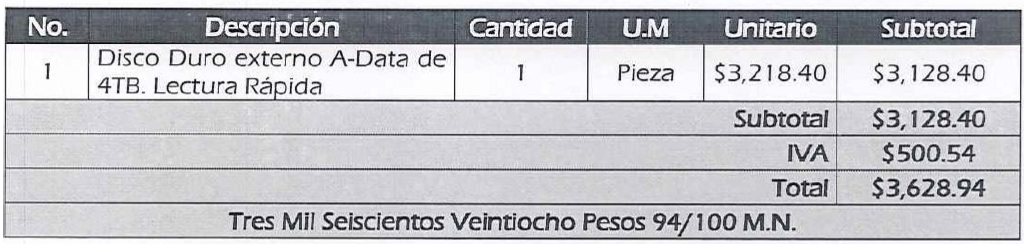 No. Descripción Cantidad U.M Unitario Subtotal
1 Disco Duro externo A-Data de 4TB. Lectura Rápida 1 Pieza $3,218.40 $3,128.40
Subtotal $3,128.40
IVA $500.54
Total $3,628.94
Tres Mil Seiscientos Veintiocho Pesos 94/100 M.N.